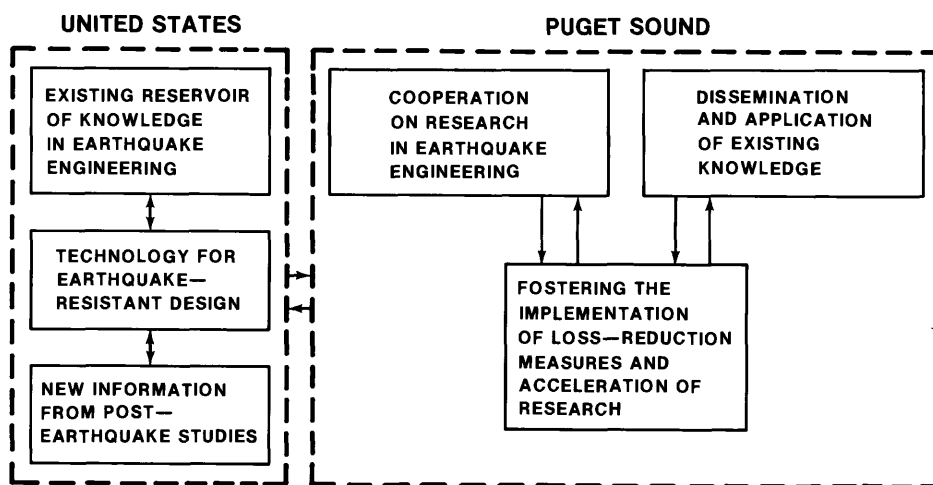 UNITED STATES
EXISTING RESERVOIR
OF KNOWLEDGE
IN EARTHQUAKE
ENGINEERING
TECHNOLOGY FOR
EARTHQUAKE—
RESISTANT DESIGN
NEW INFORMATION
FROM POST—
EARTHQUAKE STUDIES
PUGET SOUND
COOPERATION
ON RESEARCH
IN EARTHQUAKE
ENGINEERING
DISSEMINATION
AND APPLICATION
OF EXISTING
KNOWLEDGE
FOSTERING THE
IMPLEMENTATION
OF LOSS—REDUCTION
MEASURES AND
ACCELERATION OF
RESEARCH